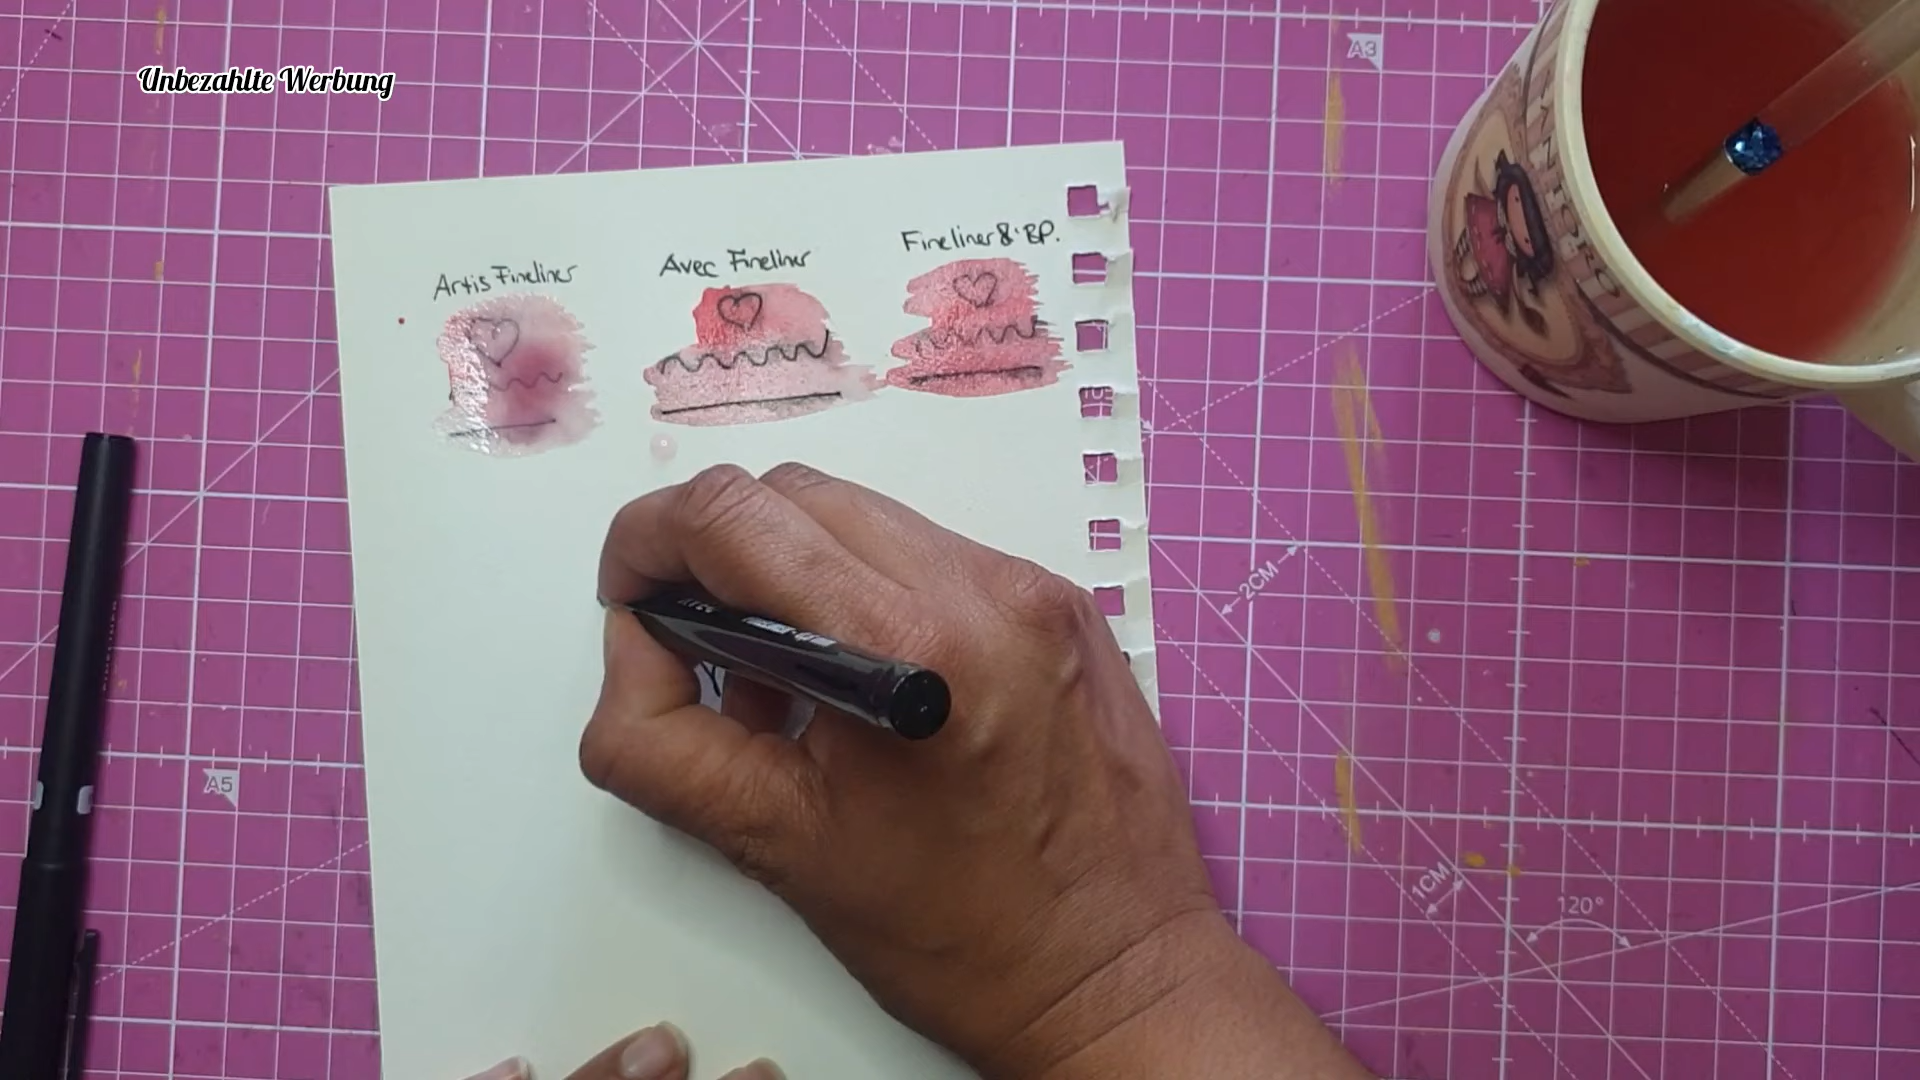 Unbezahlte Werbung
A3
Fineliner & BP.
Avec Fineliner
Artis Fineliner
2CM
A5
1CM
120°